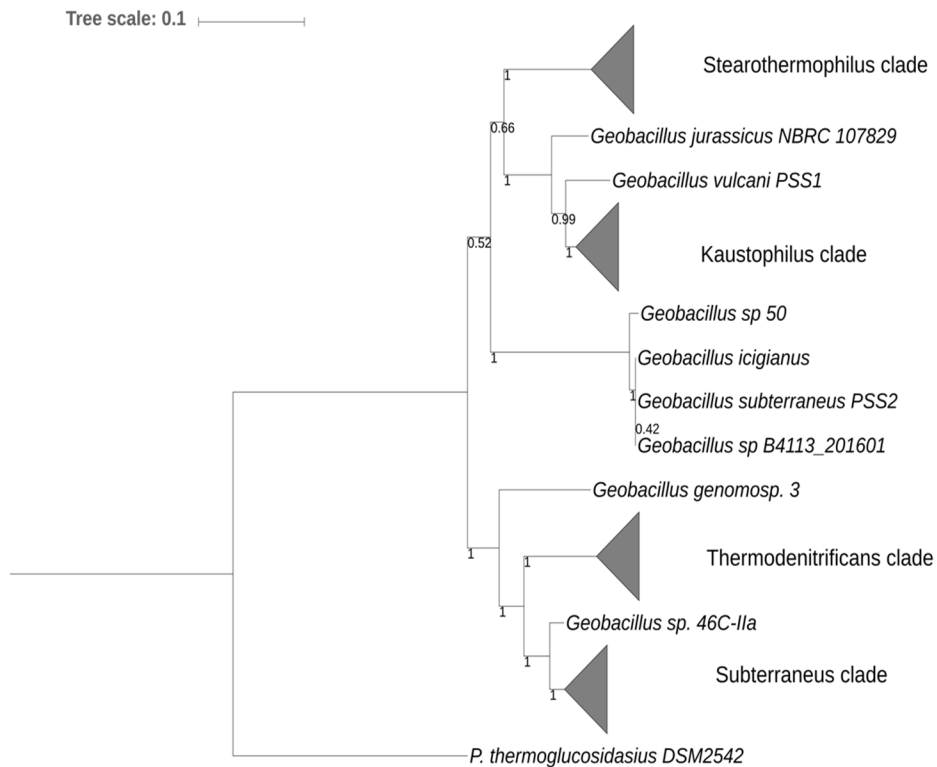 Tree scale: 0.1
1
Stearothermophilus clade
0.66
Geobacillus jurassicus NBRC 107829
1
Geobacillus vulcani PSS1
0.99
0.52
1
Kaustophilus clade
Geobacillus sp 50
1
Geobacillus icigianus
1
Geobacillus subterraneus PSS2
0.42
Geobacillus sp B4113_201601
Geobacillus genomosp. 3
1
1
Thermodenitrificans clade
1
Geobacillus sp. 46C-IIa
1
Subterraneus clade
1
P. thermoglucosidasius DSM2542